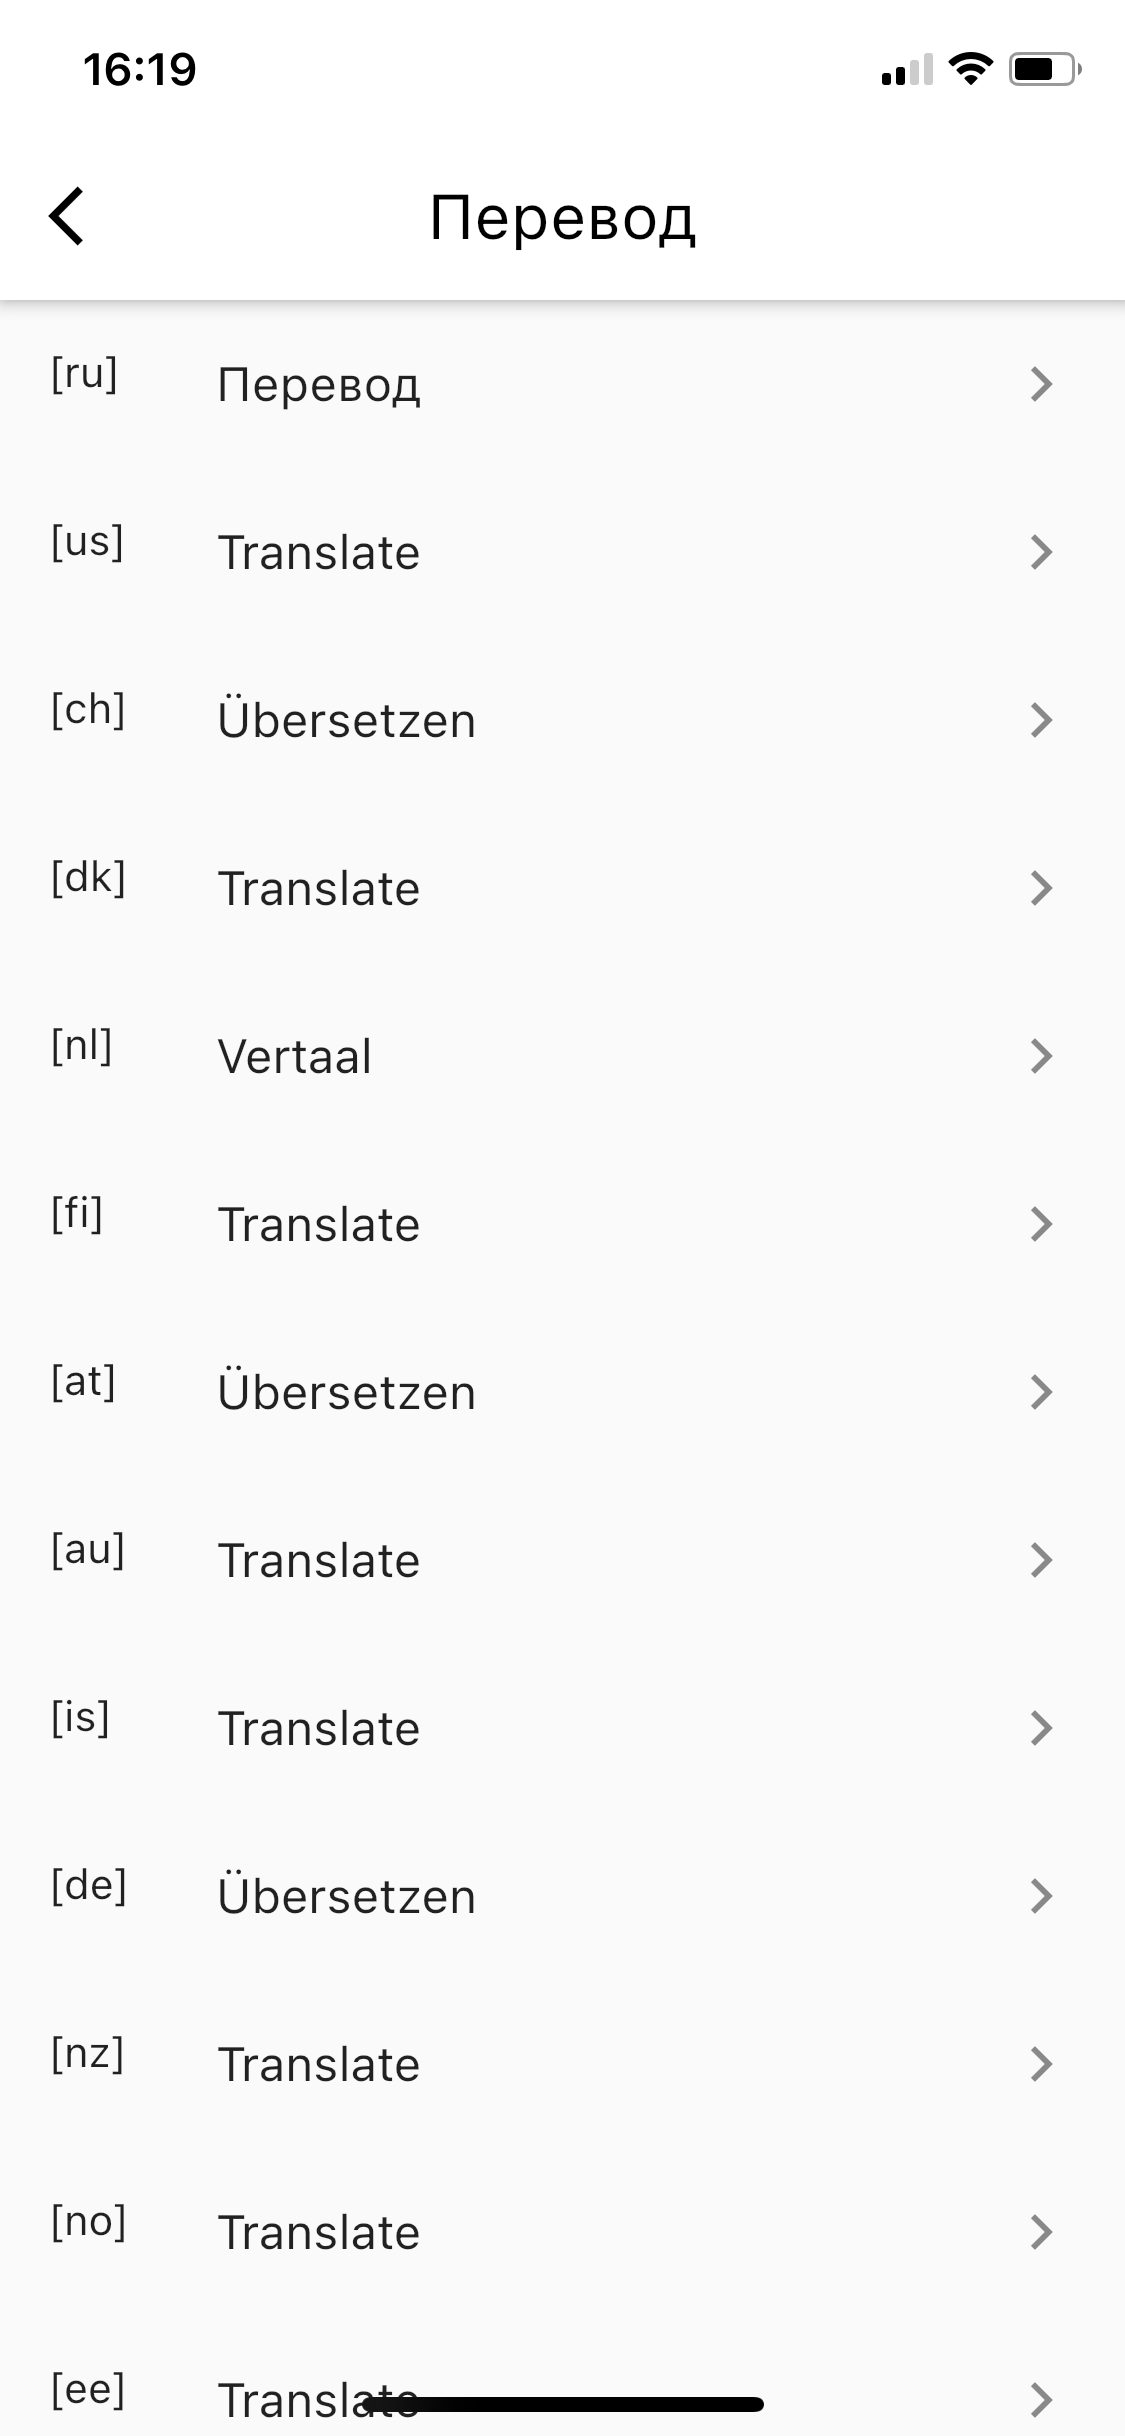 16:19
Перевод
[ru] Перевод
[us] Translate
[ch] Übersetzen
[dk] Translate
[nl] Vertaal
[fi] Translate
[at] Übersetzen
[au] Translate
[is] Translate
[de] Übersetzen
[nz] Translate
[no] Translate
[ee] Translate